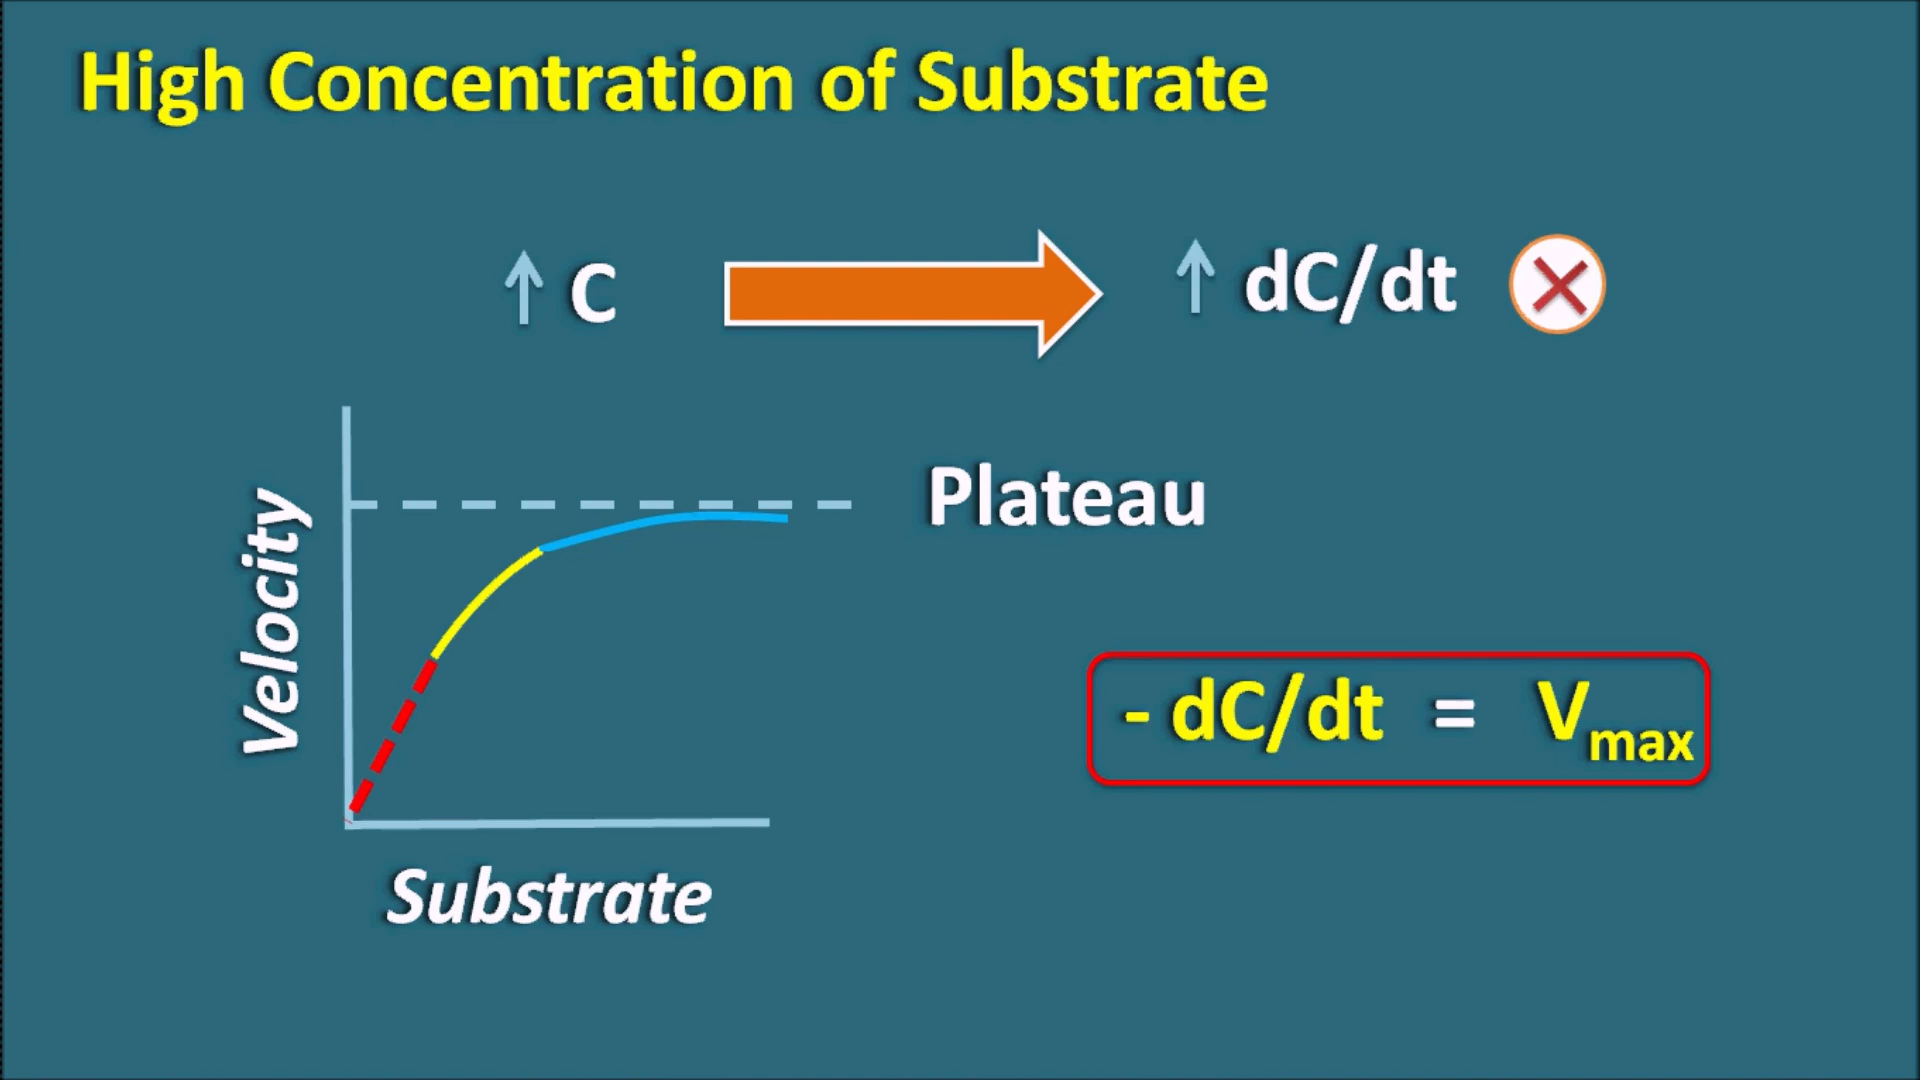 High Concentration of Substrate
↑ C ↑ dC/dt
Plateau
Velocity
- dC/dt = Vmax
Substrate